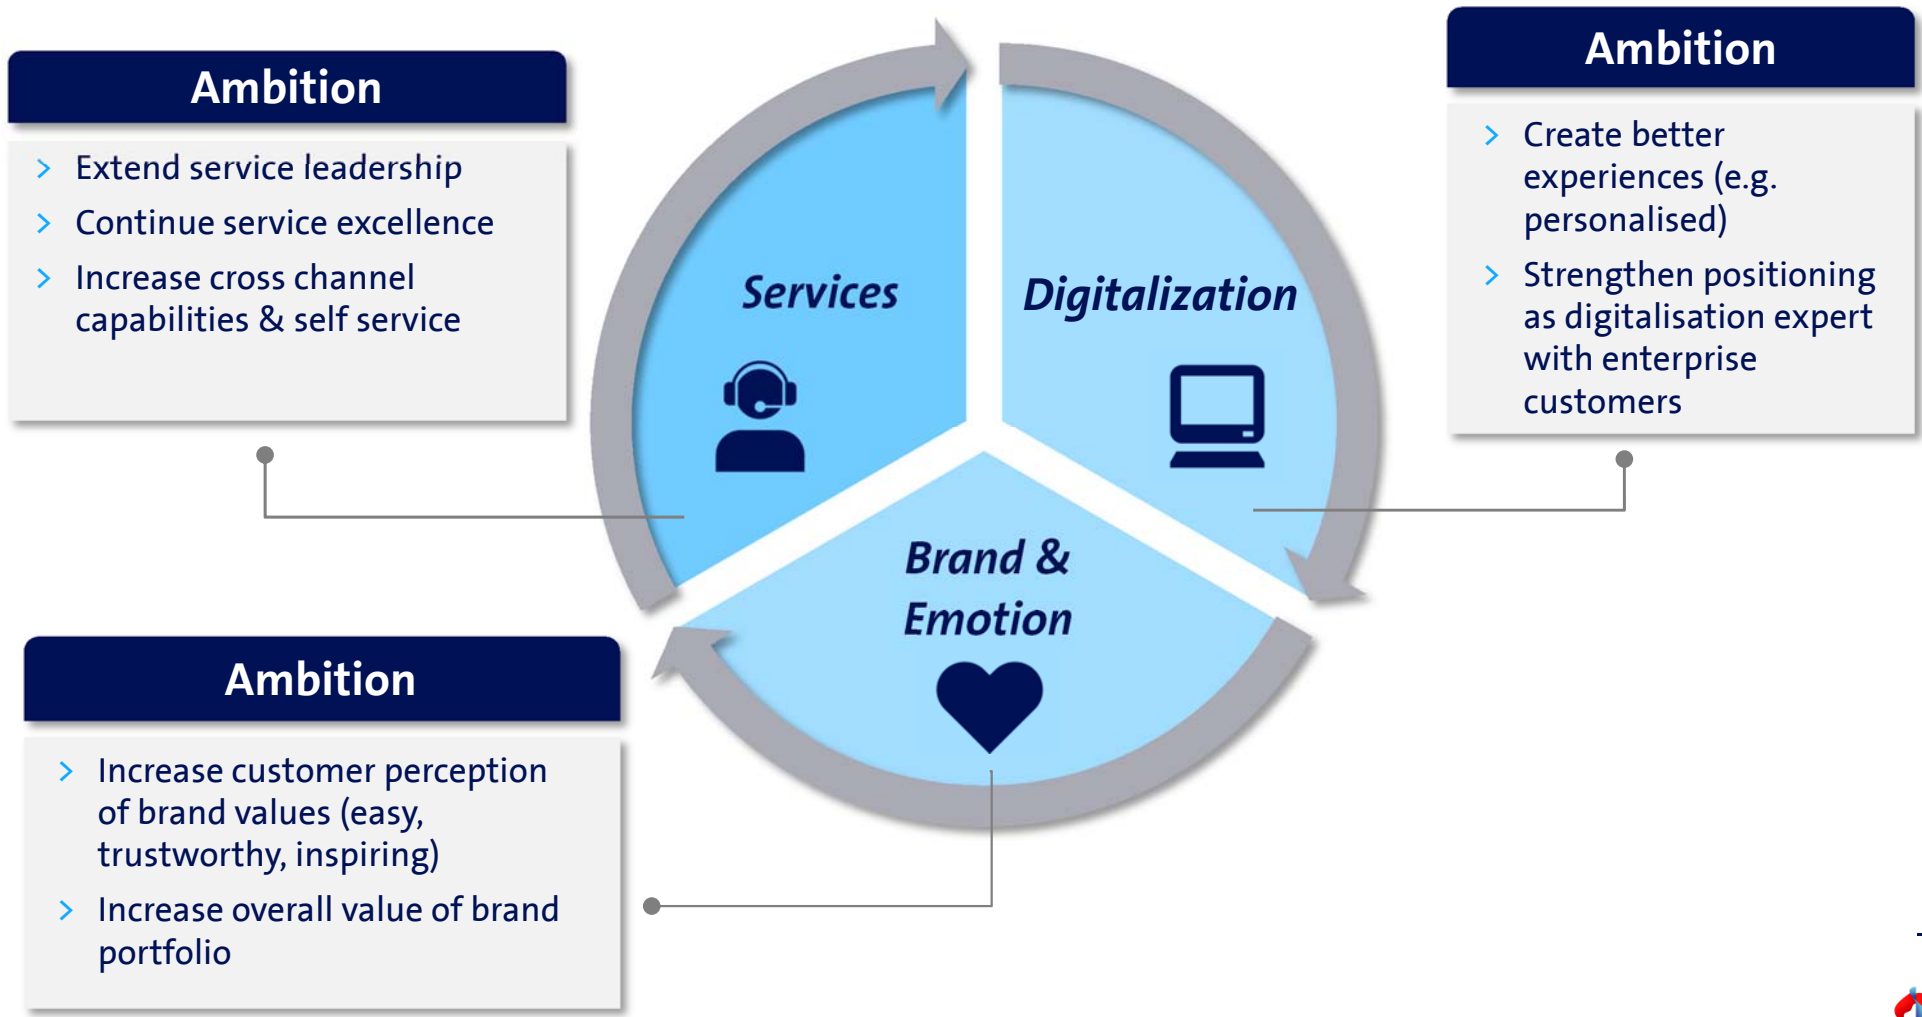 Ambition
> Extend service leadership
> Continue service excellence
> Increase cross channel
capabilities & self service
Services
Digitalization
Brand &
Emotion
Ambition
> Create better
experiences (e.g.
personalised)
> Strengthen positioning
as digitalisation expert
with enterprise
customers
Ambition
> Increase customer perception
of brand values (easy,
trustworthy, inspiring)
> Increase overall value of brand
portfolio